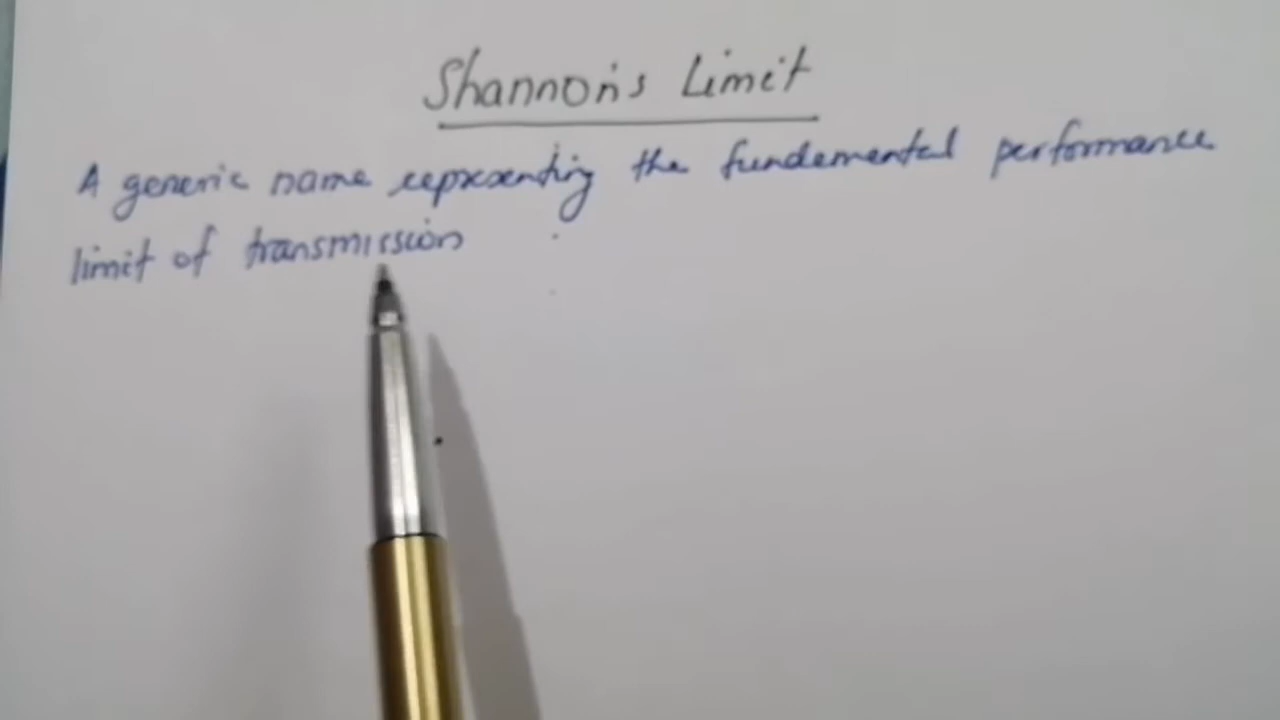 Shannon's Limit
A generic name representing the fundemental performance
limit of transmission